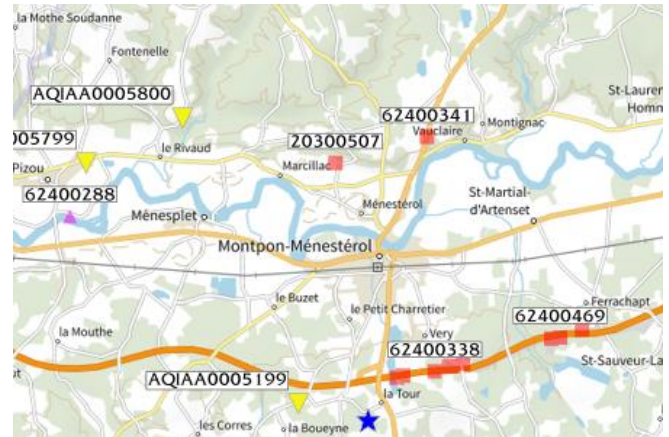 la Mothe Soudanne
Fontenelle
AQIAA0005800
St-Lauren
Homm
62400341
Montignac
Vauclaire
20300507
005799
le Rivaud
Pizou
Marcillac
62400288
St-Martial-
d'Artenset
Ménesplet
Ménestérol
Montpon-Ménestérol
le Buzet
Ferrachapt
le Petit Charretier
62400469
la Mouthe
Very
62400338
St-Sauveur-La
AQIAA0005199
ut
la Tour
les Corres
la Boueyne